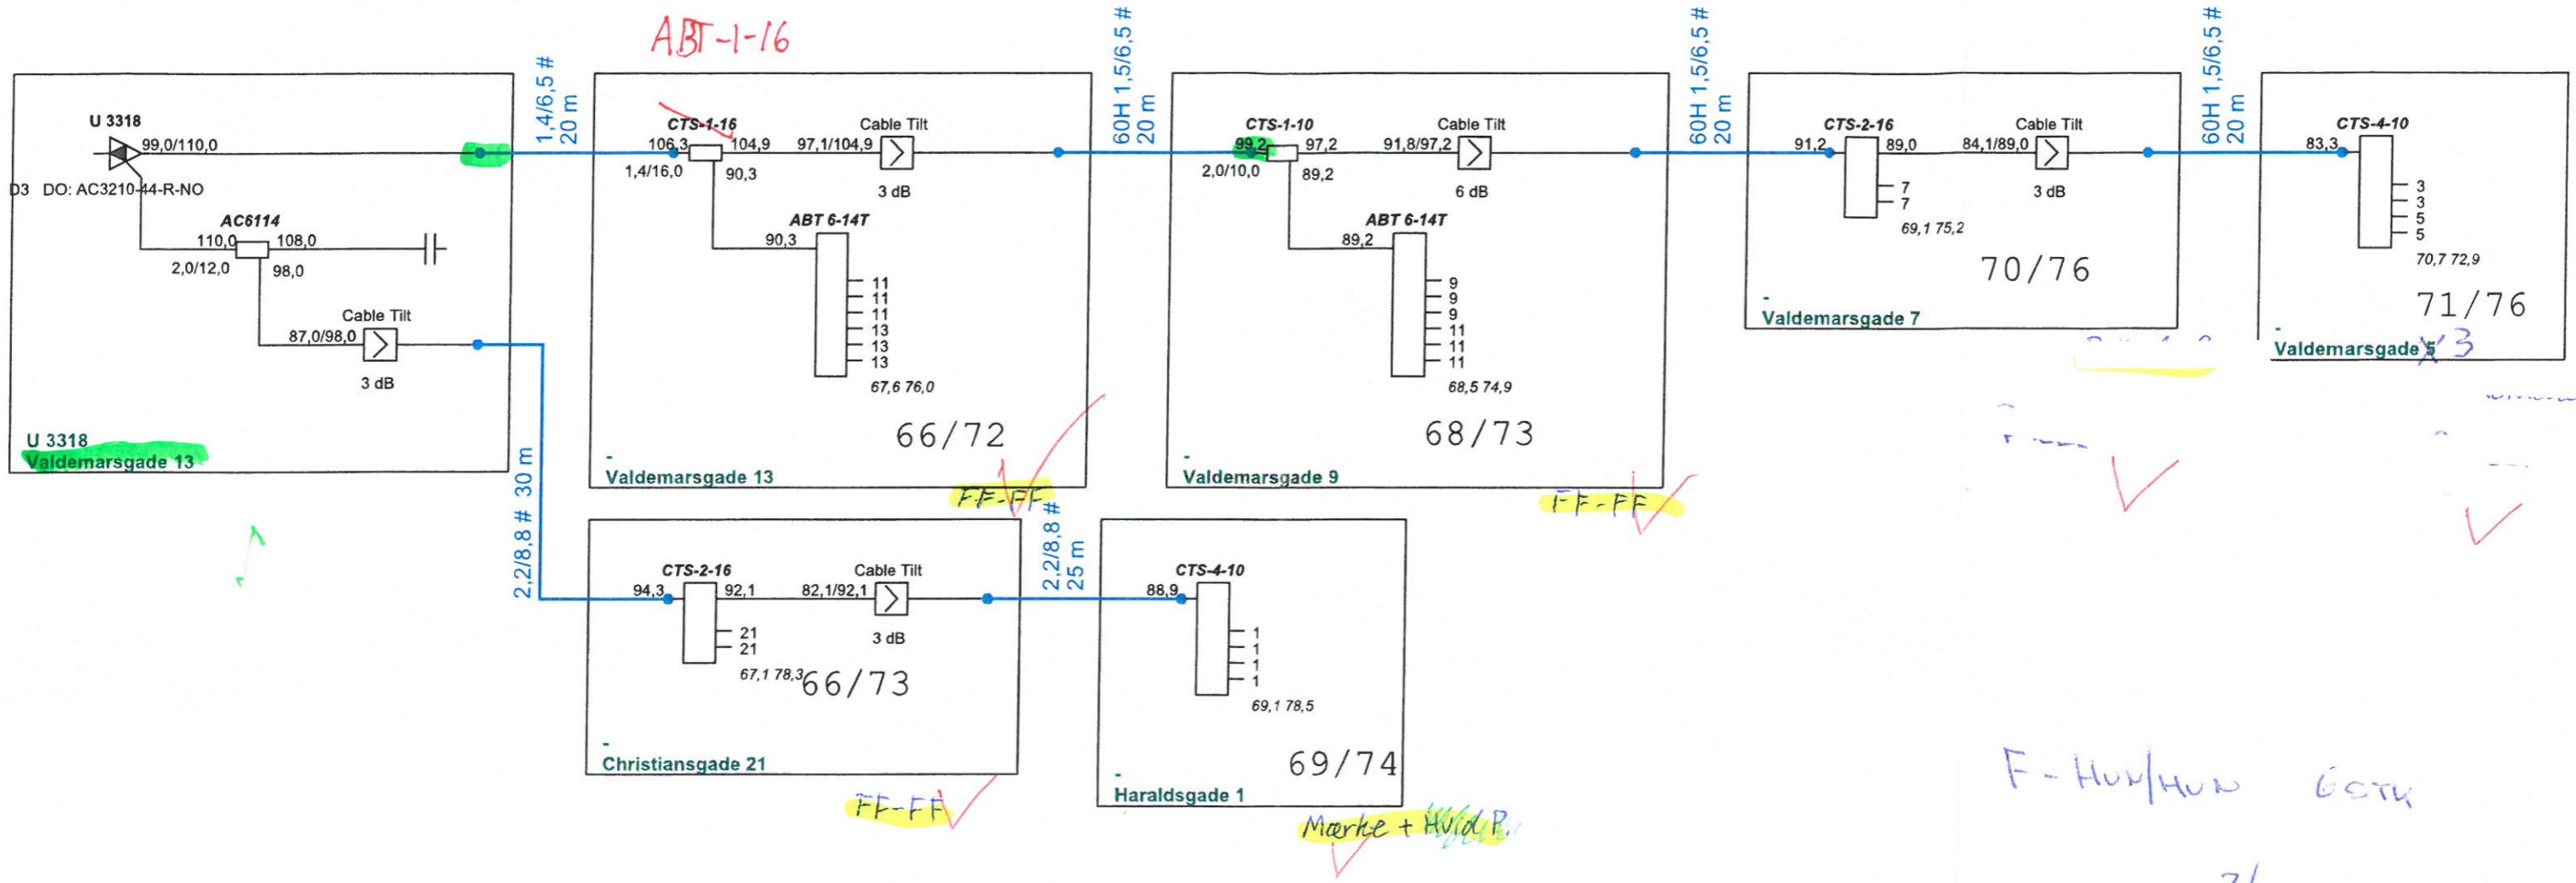 ABT-1-16
U 3318
99,0/110,0
D3 DO: AC3210-44-R-NO
AC6114
110,0 108,0
2,0/12,0 98,0
Cable Tilt
87,0/98,0
3 dB
U 3318
Valdemarsgade 13
1,4/6,5 #
20 m
CTS-1-16
106,3 104,9
1,4/16,0 90,3
97,1/104,9
Cable Tilt
3 dB
ABT 6-14T
90,3
11
11
11
13
13
13
67,6 76,0
66/72
-
Valdemarsgade 13
FF-FF
60H 1,5/6,5 #
20 m
CTS-1-10
99,2 97,2
2,0/10,0 89,2
91,8/97,2
Cable Tilt
6 dB
ABT 6-14T
89,2
9
9
9
11
11
11
68,5 74,9
68/73
-
Valdemarsgade 9
FF-FF
60H 1,5/6,5 #
20 m
CTS-2-16
91,2 89,0
84,1/89,0
Cable Tilt
3 dB
7
7
69,1 75,2
70/76
-
Valdemarsgade 7
60H 1,5/6,5 #
20 m
CTS-4-10
83,3
3
3
5
5
70,7 72,9
71/76
-
Valdemarsgade 5 3
2,2/8,8 # 30 m
CTS-2-16
94,3 92,1
82,1/92,1
Cable Tilt
3 dB
21
21
67,1 78,3
66/73
-
Christiansgade 21
FF-FF
2,2/8,8 #
25 m
CTS-4-10
88,9
1
1
1
1
69,1 78,5
69/74
-
Haraldsgade 1
Mærke + Hvid P.
F-HUN/HUN 6 STK